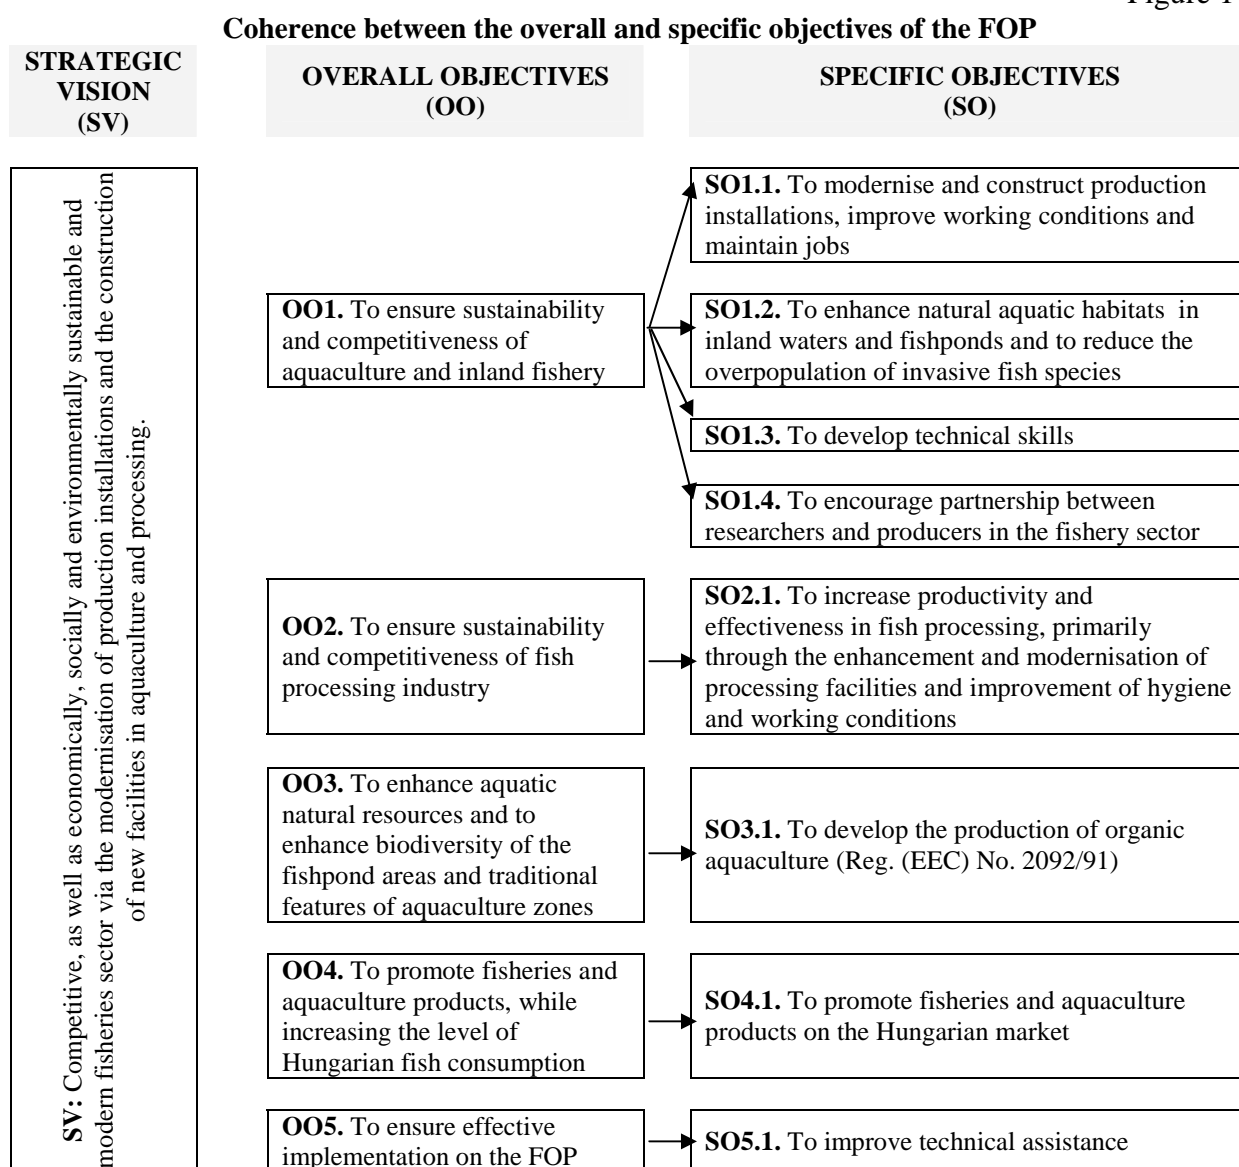 Figure 1
Coherence between the overall and specific objectives of the FOP
STRATEGIC
VISION
(SV)
OVERALL OBJECTIVES
(OO)
SPECIFIC OBJECTIVES
(SO)
SV: Competitive, as well as economically, socially and environmentally sustainable and
modern fisheries sector via the modernisation of production installations and the construction
of new facilities in aquaculture and processing.
OO1. To ensure sustainability
and competitiveness of
aquaculture and inland fishery
SO1.1. To modernise and construct production
installations, improve working conditions and
maintain jobs
SO1.2. To enhance natural aquatic habitats in
inland waters and fishponds and to reduce the
overpopulation of invasive fish species
SO1.3. To develop technical skills
SO1.4. To encourage partnership between
researchers and producers in the fishery sector
OO2. To ensure sustainability
and competitiveness of fish
processing industry
SO2.1. To increase productivity and
effectiveness in fish processing, primarily
through the enhancement and modernisation of
processing facilities and improvement of hygiene
and working conditions
OO3. To enhance aquatic
natural resources and to
enhance biodiversity of the
fishpond areas and traditional
features of aquaculture zones
SO3.1. To develop the production of organic
aquaculture (Reg. (EEC) No. 2092/91)
OO4. To promote fisheries and
aquaculture products, while
increasing the level of
Hungarian fish consumption
SO4.1. To promote fisheries and aquaculture
products on the Hungarian market
OO5. To ensure effective
implementation on the FOP
SO5.1. To improve technical assistance